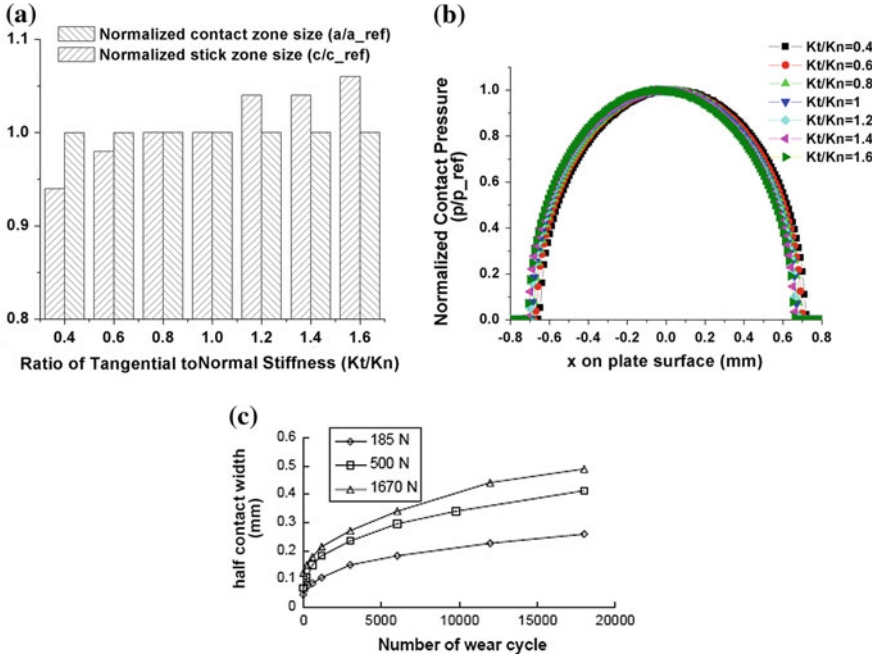 (a)
1.1
1.0
0.9
0.8
Normalized contact zone size (a/a_ref)
Normalized stick zone size (c/c_ref)
0.4 0.6 0.8 1.0 1.2 1.4 1.6
Ratio of Tangential toNormal Stiffness (Kt/Kn)
(b)
Normalized Contact Pressure
(p/p_ref)
1.0
0.8
0.6
0.4
0.2
0.0
-0.8 -0.6 -0.4 -0.2 0.0 0.2 0.4 0.6 0.8
x on plate surface (mm)
Kt/Kn=0.4
Kt/Kn=0.6
Kt/Kn=0.8
Kt/Kn=1
Kt/Kn=1.2
Kt/Kn=1.4
Kt/Kn=1.6
(c)
half contact width
(mm)
0.6
0.5
0.4
0.3
0.2
0.1
0
185 N
500 N
1670 N
0 5000 10000 15000 20000
Number of wear cycle